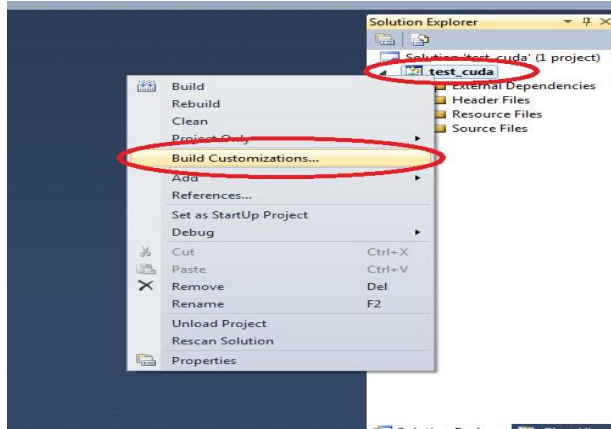 Solution Explorer
Solution 'test_cuda' (1 project)
test_cuda
External Dependencies
Header Files
Resource Files
Source Files
Build
Rebuild
Clean
Project Only
Build Customizations...
Add
References...
Set as StartUp Project
Debug
Cut Ctrl+X
Paste Ctrl+V
Remove Del
Rename F2
Unload Project
Rescan Solution
Properties